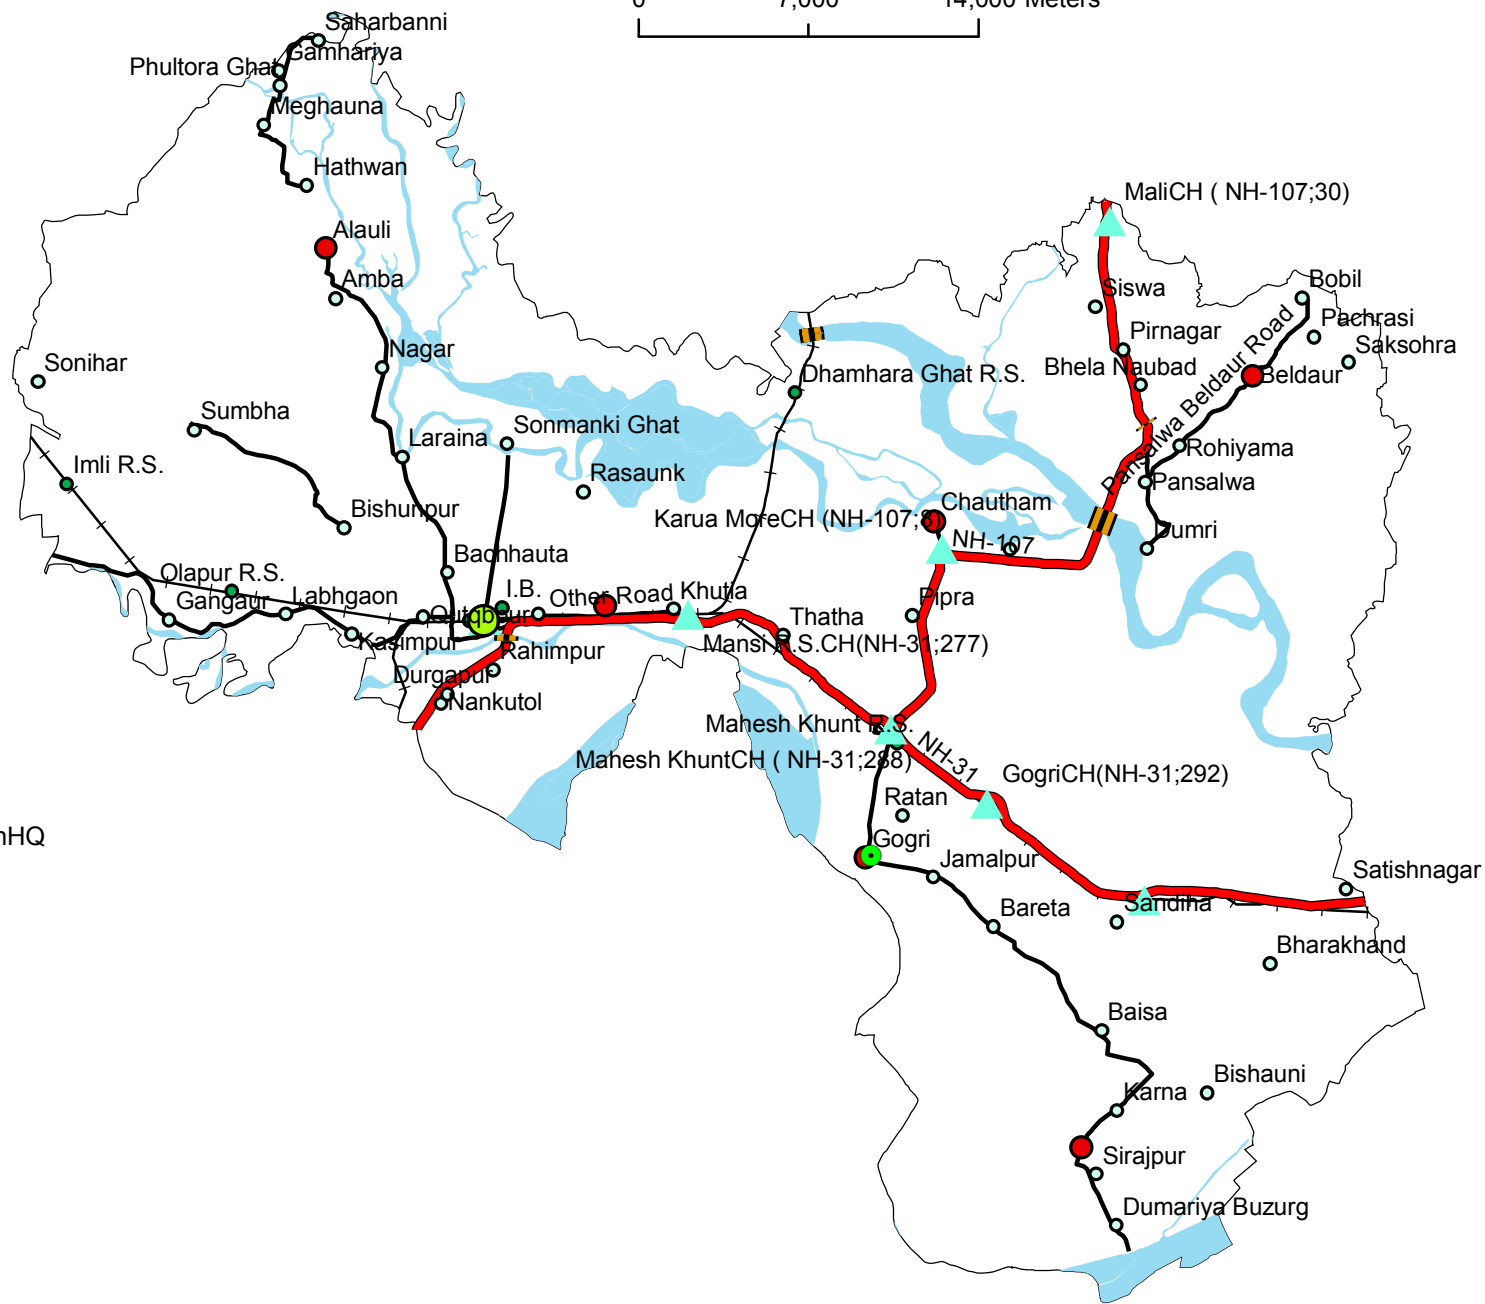 0 7,000 14,000 Meters
Saharbanni
Gamhariya
Phultora Ghat
Meghauna
Hathwan
MaliCH ( NH-107;30)
Alauli
Amba
Siswa
Bobil
Pachrasi
Pirnagar
Saksohra
Nagar
Bhela Naubad
Sonihar
Dhamhara Ghat R.S.
Beldaur
Pansalwa Beldaur Road
Sumbha
Laraina
Sonmanki Ghat
Rohiyama
Imli R.S.
Rasaunk
Pansalwa
Bishunpur
Chautham
Karua MoreCH (NH-107;8
NH-107
Dumri
Bachhauta
Olapur R.S.
I.B.
Other Road
Khutia
Pipra
Gangaur
Labhgaon
Qutqbpur
Thatha
Kasimpur
Rahimpur
Mansi R.S.CH(NH-31;277)
Durgapur
Nankutol
Mahesh Khunt R.S.
NH-31
Mahesh KhuntCH ( NH-31;288)
GogriCH(NH-31;292)
Ratan
nHQ
Gogri
Jamalpur
Satishnagar
Bareta
Sandiha
Bharakhand
Baisa
Bishauni
Karna
Sirajpur
Dumariya Buzurg